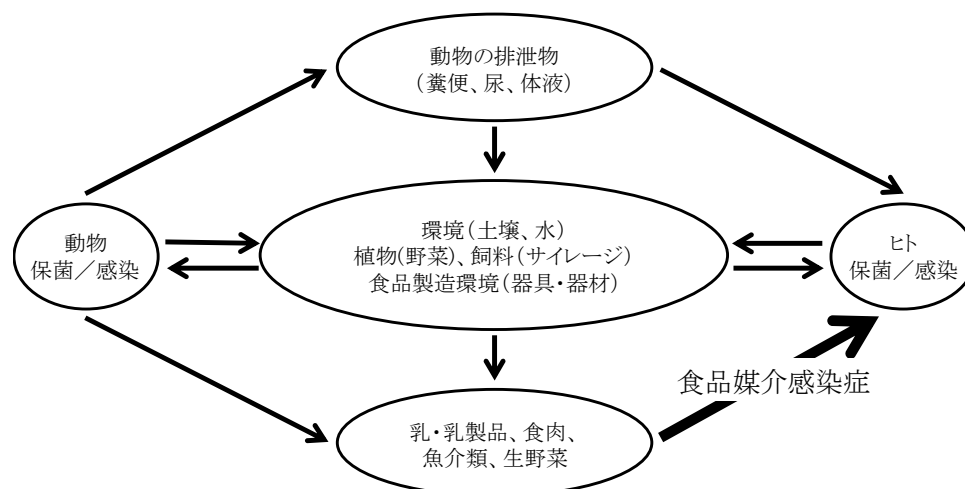 動物の排泄物
(糞便、尿、体液)
動物
保菌／感染
環境(土壌、水)
植物(野菜)、飼料(サイレージ)
食品製造環境(器具・器材)
ヒト
保菌／感染
食品媒介感染症
乳・乳製品、食肉、
魚介類、生野菜